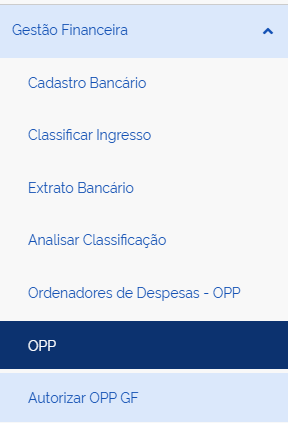 Gestão Financeira
Cadastro Bancário
Classificar Ingresso
Extrato Bancário
Analisar Classificação
Ordenadores de Despesas - OPP
OPP
Autorizar OPP GF